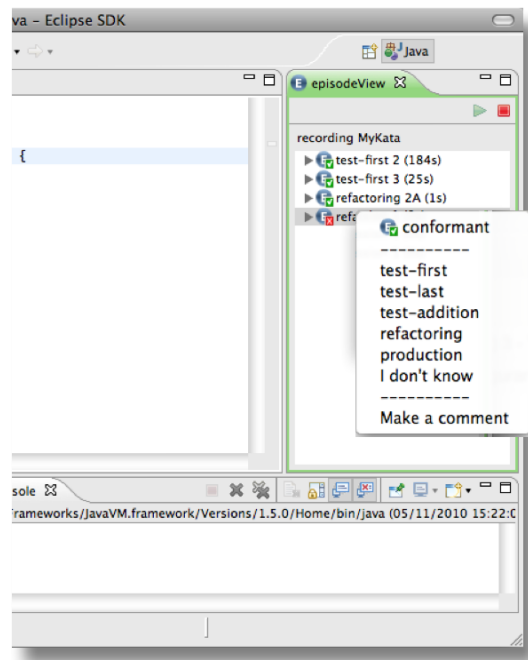 va - Eclipse SDK
Java
episodeView
recording MyKata
{
test-first 2 (184s)
test-first 3 (25s)
refactoring 2A (1s)
conformant
----------
test-first
test-last
test-addition
refactoring
production
I don't know
----------
Make a comment
sole
rameworks/JavaVM.framework/Versions/1.5.0/Home/bin/java (05/11/2010 15:22:0